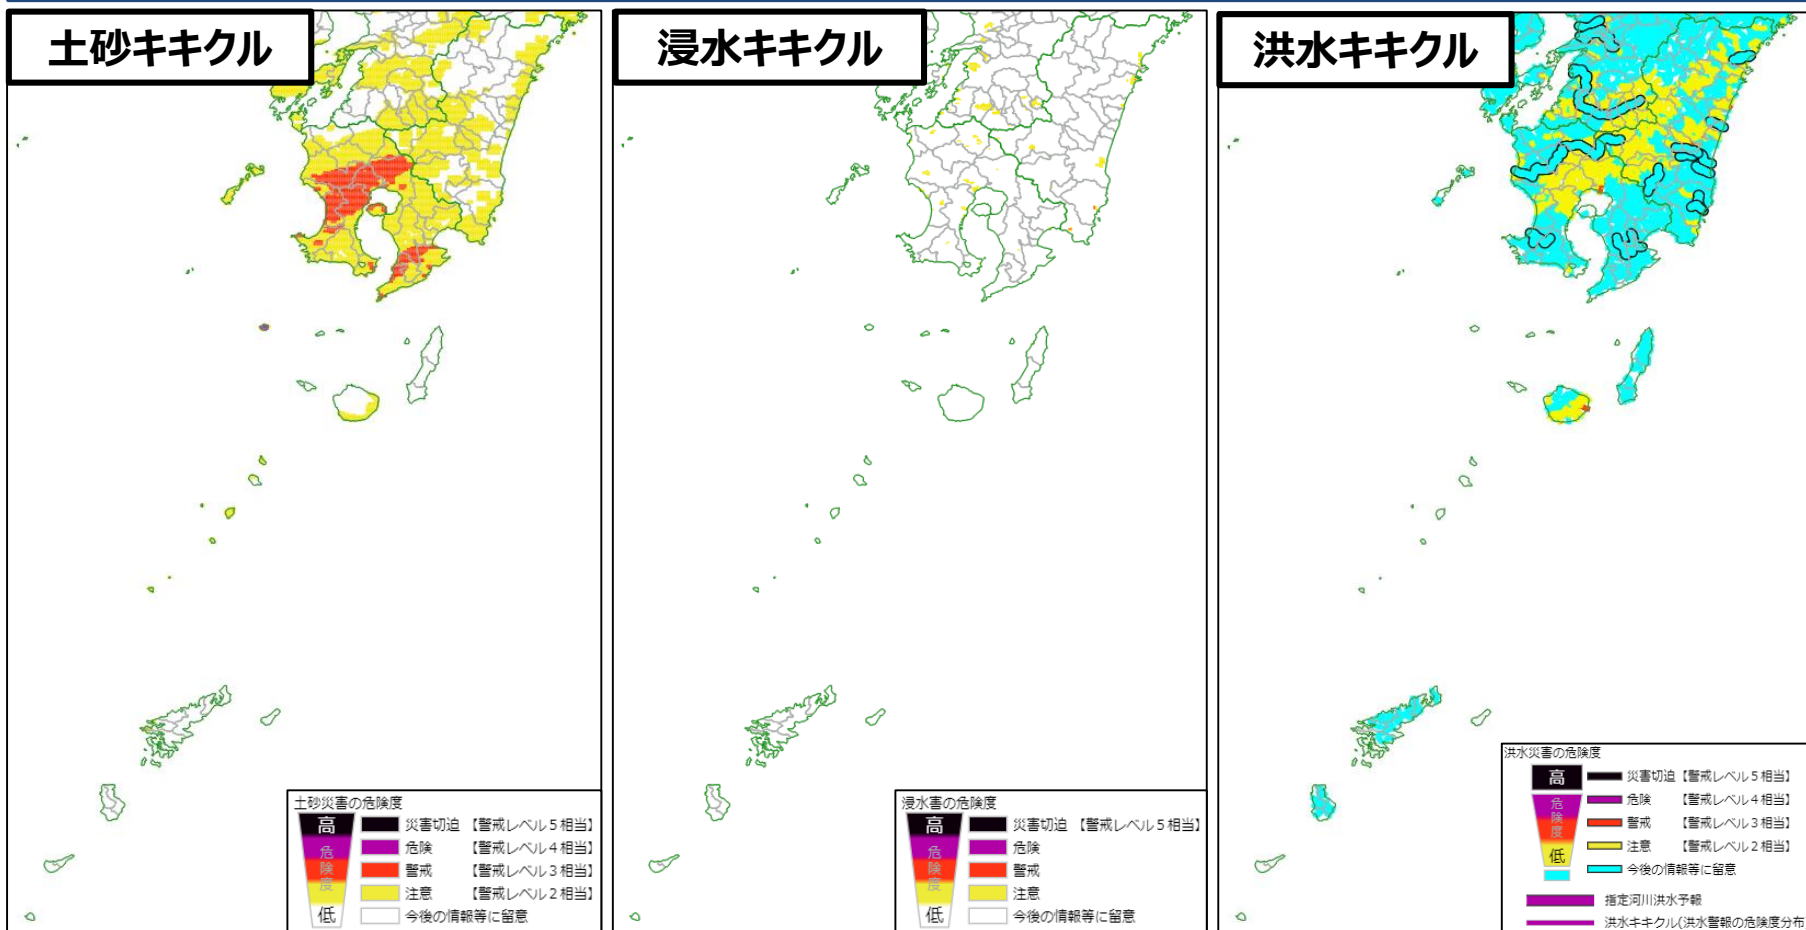 土砂キキクル
浸水キキクル
洪水キキクル
土砂災害の危険度
高
危険度
低
災害切迫 【警戒レベル5相当】
危険 【警戒レベル4相当】
警戒 【警戒レベル3相当】
注意 【警戒レベル2相当】
今後の情報等に留意
浸水害の危険度
高
危険度
低
災害切迫 【警戒レベル5相当】
危険
警戒
注意
今後の情報等に留意
洪水災害の危険度
高
危険度
低
災害切迫 【警戒レベル5相当】
危険 【警戒レベル4相当】
警戒 【警戒レベル3相当】
注意 【警戒レベル2相当】
今後の情報等に留意
指定河川洪水予報
洪水キキクル(洪水警報の危険度分布